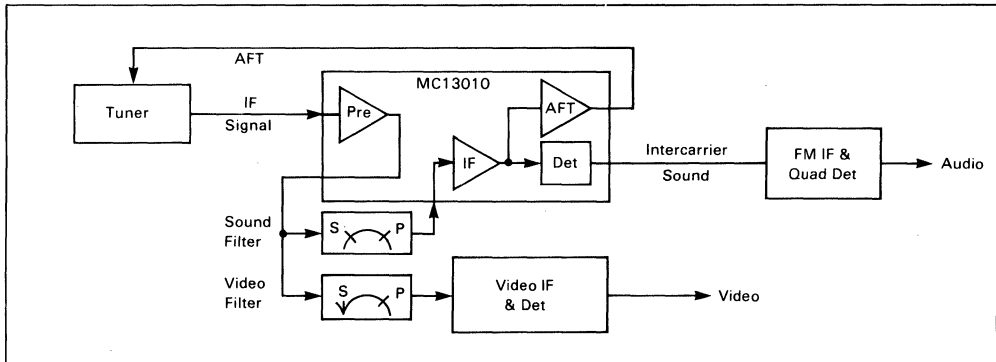 AFT
MC13010
Tuner
IF
Signal
Pre
AFT
IF
Det
Intercarrier
Sound
FM IF &
Quad Det
Audio
Sound
Filter
S P
Video
Filter
S P
Video IF
& Det
Video